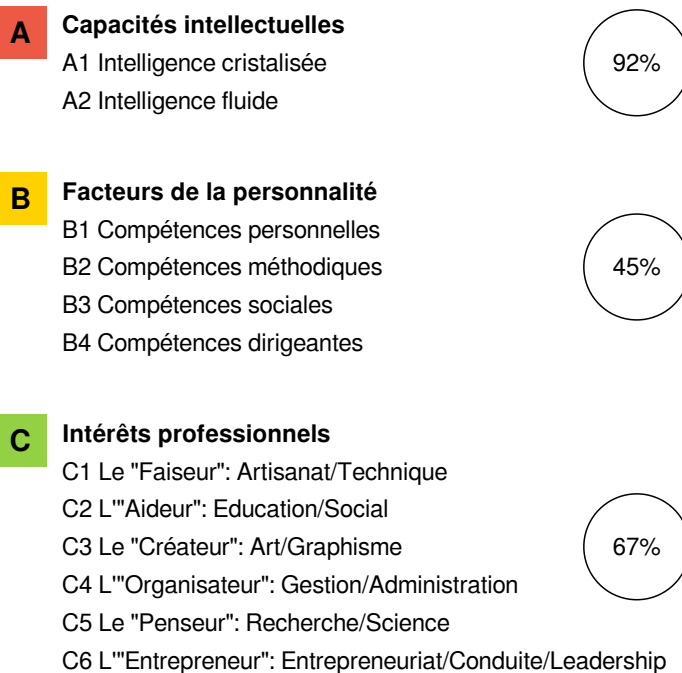 A Capacités intellectuelles
A1 Intelligence cristalisée
92%
A2 Intelligence fluide
B Facteurs de la personnalité
B1 Compétences personnelles
B2 Compétences méthodiques
45%
B3 Compétences sociales
B4 Compétences dirigeantes
C Intérêts professionnels
C1 Le "Faiseur": Artisanat/Technique
C2 L'"Aideur": Education/Social
C3 Le "Créateur": Art/Graphisme
67%
C4 L'"Organisateur": Gestion/Administration
C5 Le "Penseur": Recherche/Science
C6 L'"Entrepreneur": Entrepreneuriat/Conduite/Leadership